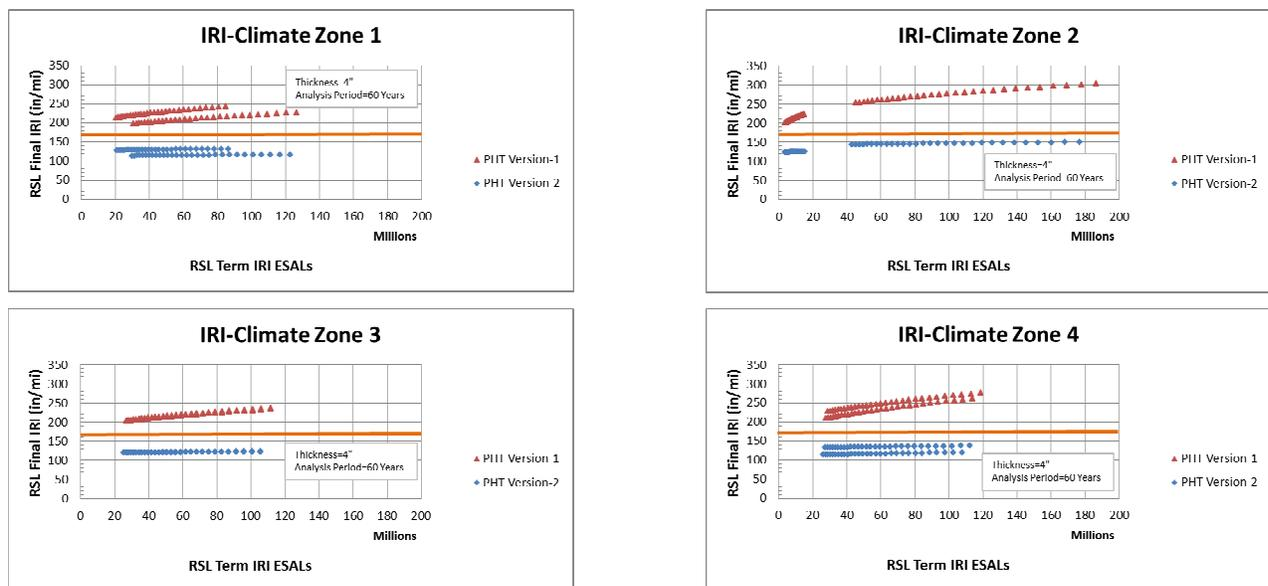 IRI-Climate Zone 1
RSL Final IRI (in/mi)
350
300
250
200
150
100
50
0
Thickness=4"
Analysis Period=60 Years
PHT Version-1
PHT Version-2
0 20 40 60 80 100 120 140 160 180 200
Millions
RSL Term IRI ESALs
IRI-Climate Zone 2
RSL Final IRI (in/mi)
350
300
250
200
150
100
50
0
Thickness=4"
Analysis Period=60 Years
PHT Version-1
PHT Version-2
0 20 40 60 80 100 120 140 160 180 200
Millions
RSL Term IRI ESALs
IRI-Climate Zone 3
RSL Final IRI (in/mi)
350
300
250
200
150
100
50
0
Thickness=4"
Analysis Period=60 Years
PHT Version 1
PHT Version-2
0 20 40 60 80 100 120 140 160 180 200
Millions
RSL Term IRI ESALs
IRI-Climate Zone 4
RSL Final IRI (in/mi)
350
300
250
200
150
100
50
0
Thickness=4"
Analysis Period=60 Years
PHT Version 1
PHT Version 2
0 20 40 60 80 100 120 140 160 180 200
Millions
RSL Term IRI ESALs